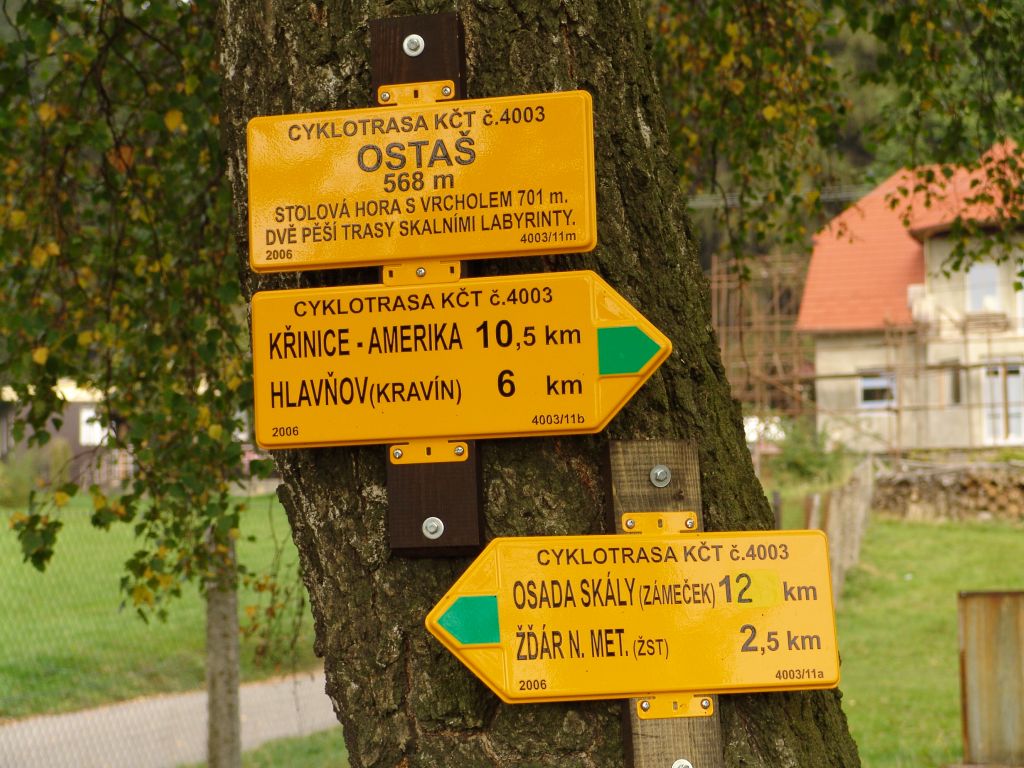 CYKLOTRASA KČT č.4003
OSTAŠ
568 m
STOLOVÁ HORA S VRCHOLEM 701 m.
DVĚ PĚŠÍ TRASY SKALNÍMI LABYRINTY.
2006 4003/11m
CYKLOTRASA KČT č.4003
KŘINICE - AMERIKA 10,5 km
HLAVŇOV (KRAVÍN) 6 km
2006 4003/11b
CYKLOTRASA KČT č.4003
OSADA SKÁLY (ZÁMEČEK) 12 km
ŽĎÁR N. MET. (ŽST) 2,5 km
2006 4003/11a